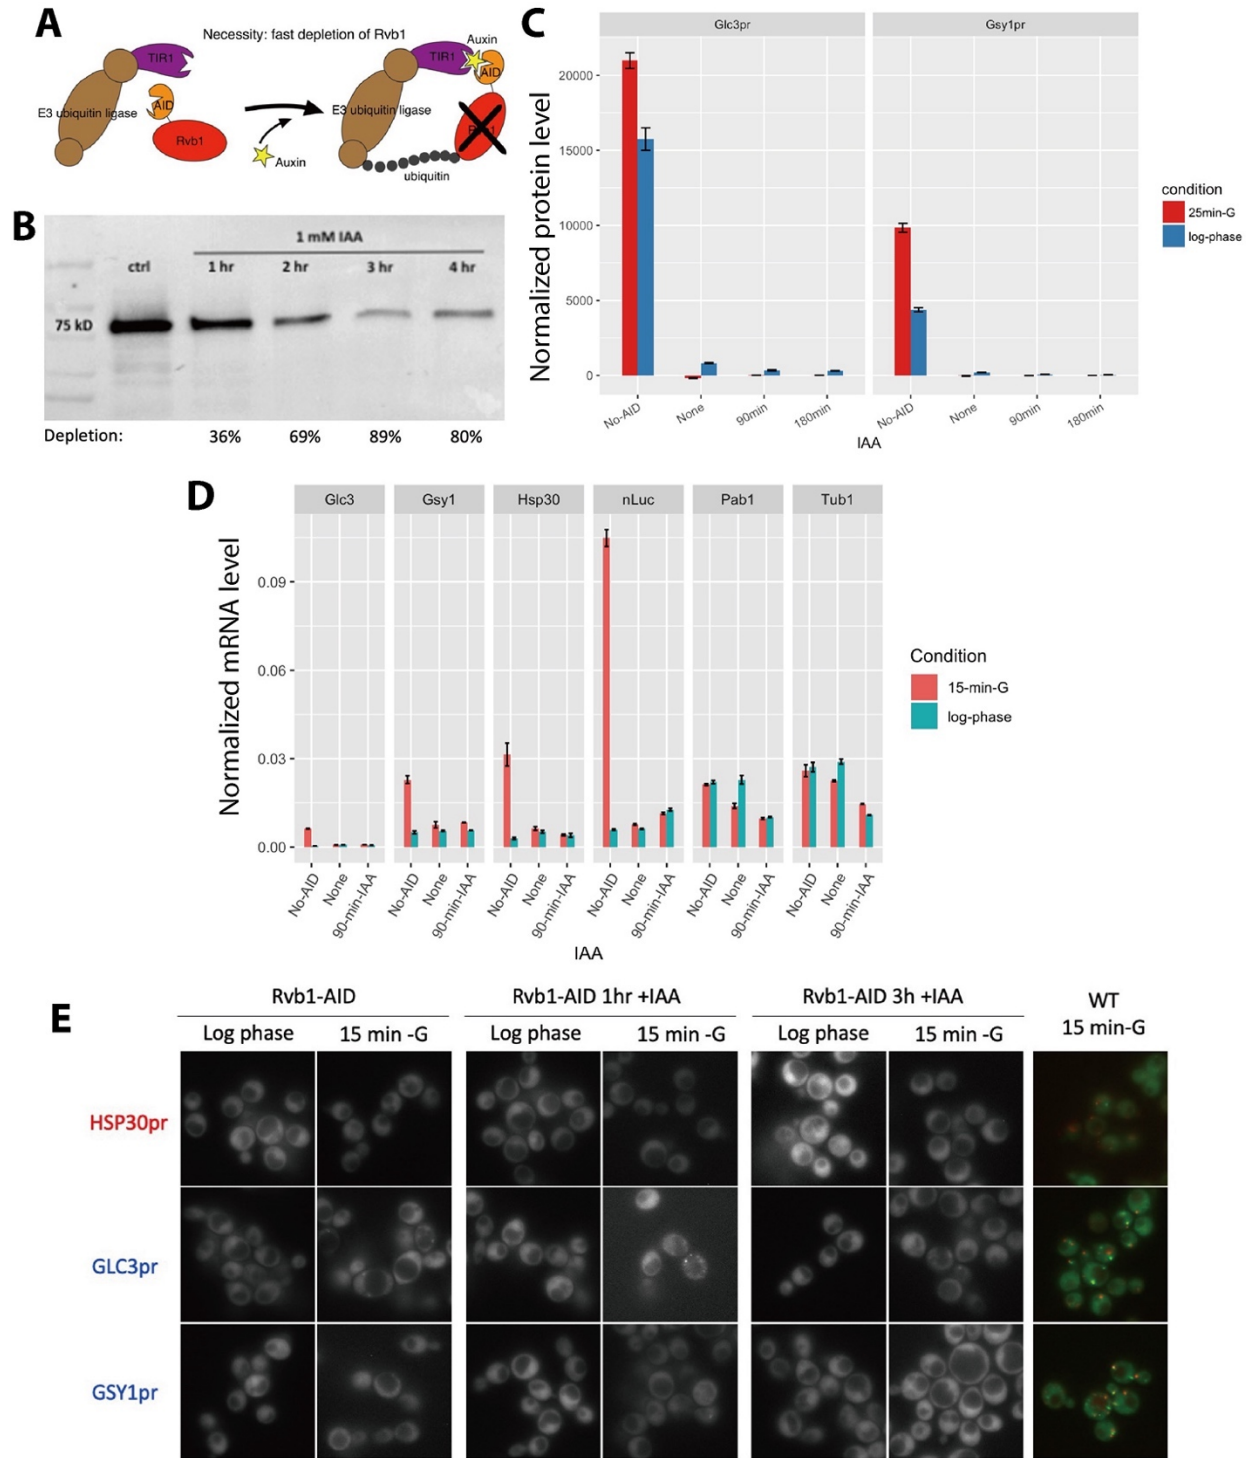 A
Necessity: fast depletion of Rvb1
TIR1
AID
E3 ubiquitin ligase
Rvb1
Auxin
Auxin
TIR1
AID
E3 ubiquitin ligase
ubiquitin
B
1 mM IAA
ctrl
1 hr
2 hr
3 hr
4 hr
75 kD
Depletion:
36%
69%
89%
80%
C
Glc3pr
Gsy1pr
Normalized protein level
20000
15000
10000
5000
0
No-AID
None
90min
180min
No-AID
None
90min
180min
IAA
condition
25min-G
log-phase
D
Glc3
Gsy1
Hsp30
nLuc
Pab1
Tub1
Normalized mRNA level
0.09
0.06
0.03
0.00
No-AID
None
90-min-IAA
No-AID
None
90-min-IAA
No-AID
None
90-min-IAA
No-AID
None
90-min-IAA
No-AID
None
90-min-IAA
No-AID
None
90-min-IAA
IAA
Condition
15-min-G
log-phase
E
Rvb1-AID
Rvb1-AID 1hr +IAA
Rvb1-AID 3h +IAA
WT
15 min-G
Log phase
15 min -G
Log phase
15 min -G
Log phase
15 min -G
HSP30pr
GLC3pr
GSY1pr